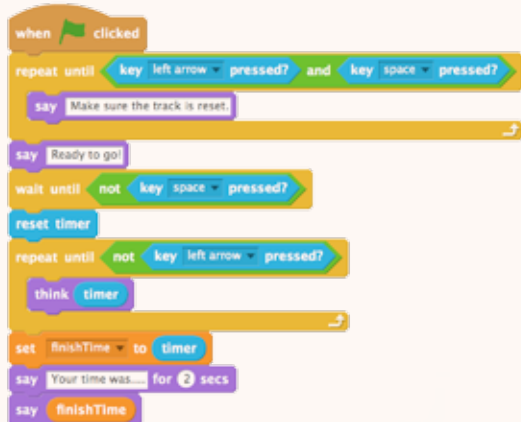 when clicked
repeat until key left arrow pressed? and key space pressed?
say Make sure the track is reset.
say Ready to go!
wait until not key space pressed?
reset timer
repeat until not key left arrow pressed?
think timer
set finishTime to timer
say Your time was.... for 2 secs
say finishTime